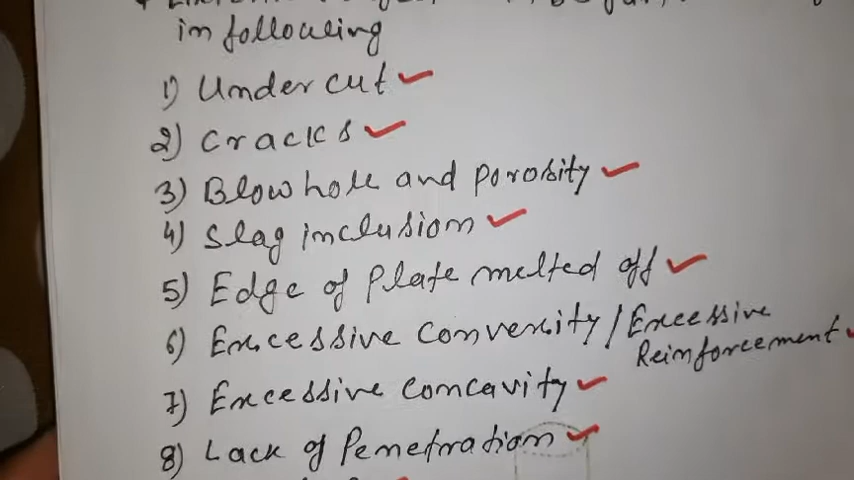 in following
1) Undercut
2) Cracks
3) Blowhole and porosity
4) Slag inclusion
5) Edge of Plate melted off
6) Excessive Convexity / Excessive
Reinforcement
7) Excessive Concavity
8) Lack of Penetration